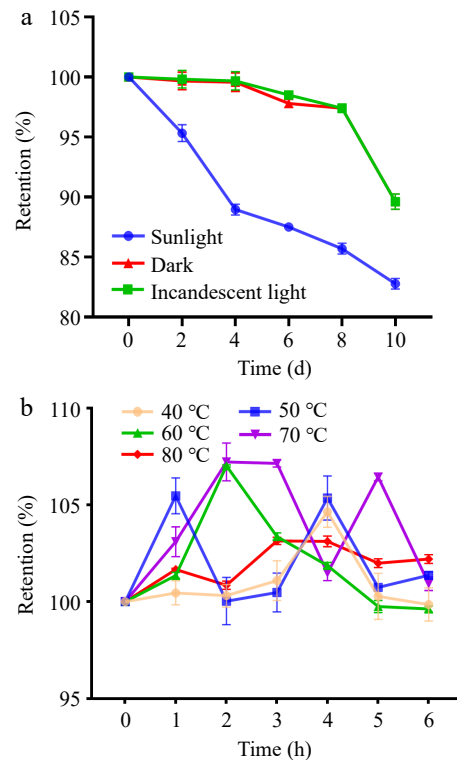 a
105
100
95
90
85
80
Retention (%)
Sunlight
Dark
Incandescent light
0 2 4 6 8 10
Time (d)
b
110
105
100
95
Retention (%)
40 ℃ 50 ℃
60 ℃ 70 ℃
80 ℃
0 1 2 3 4 5 6
Time (h)